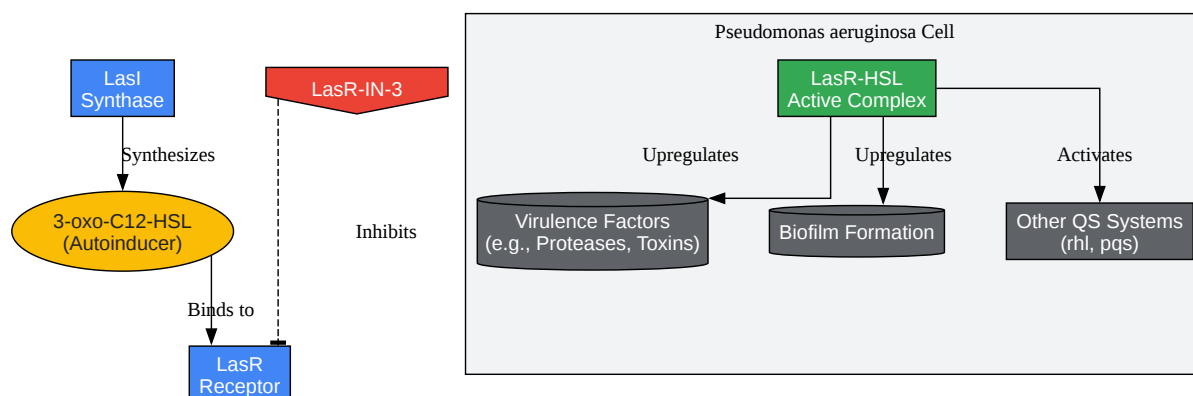 Pseudomonas aeruginosa Cell
LasI
Synthase
LasR-IN-3
LasR-HSL
Active Complex
Synthesizes
Upregulates
Upregulates
Activates
3-oxo-C12-HSL
(Autoinducer)
Inhibits
Virulence Factors
(e.g., Proteases, Toxins)
Biofilm Formation
Other QS Systems
(rhl, pqs)
Binds to
LasR
Receptor